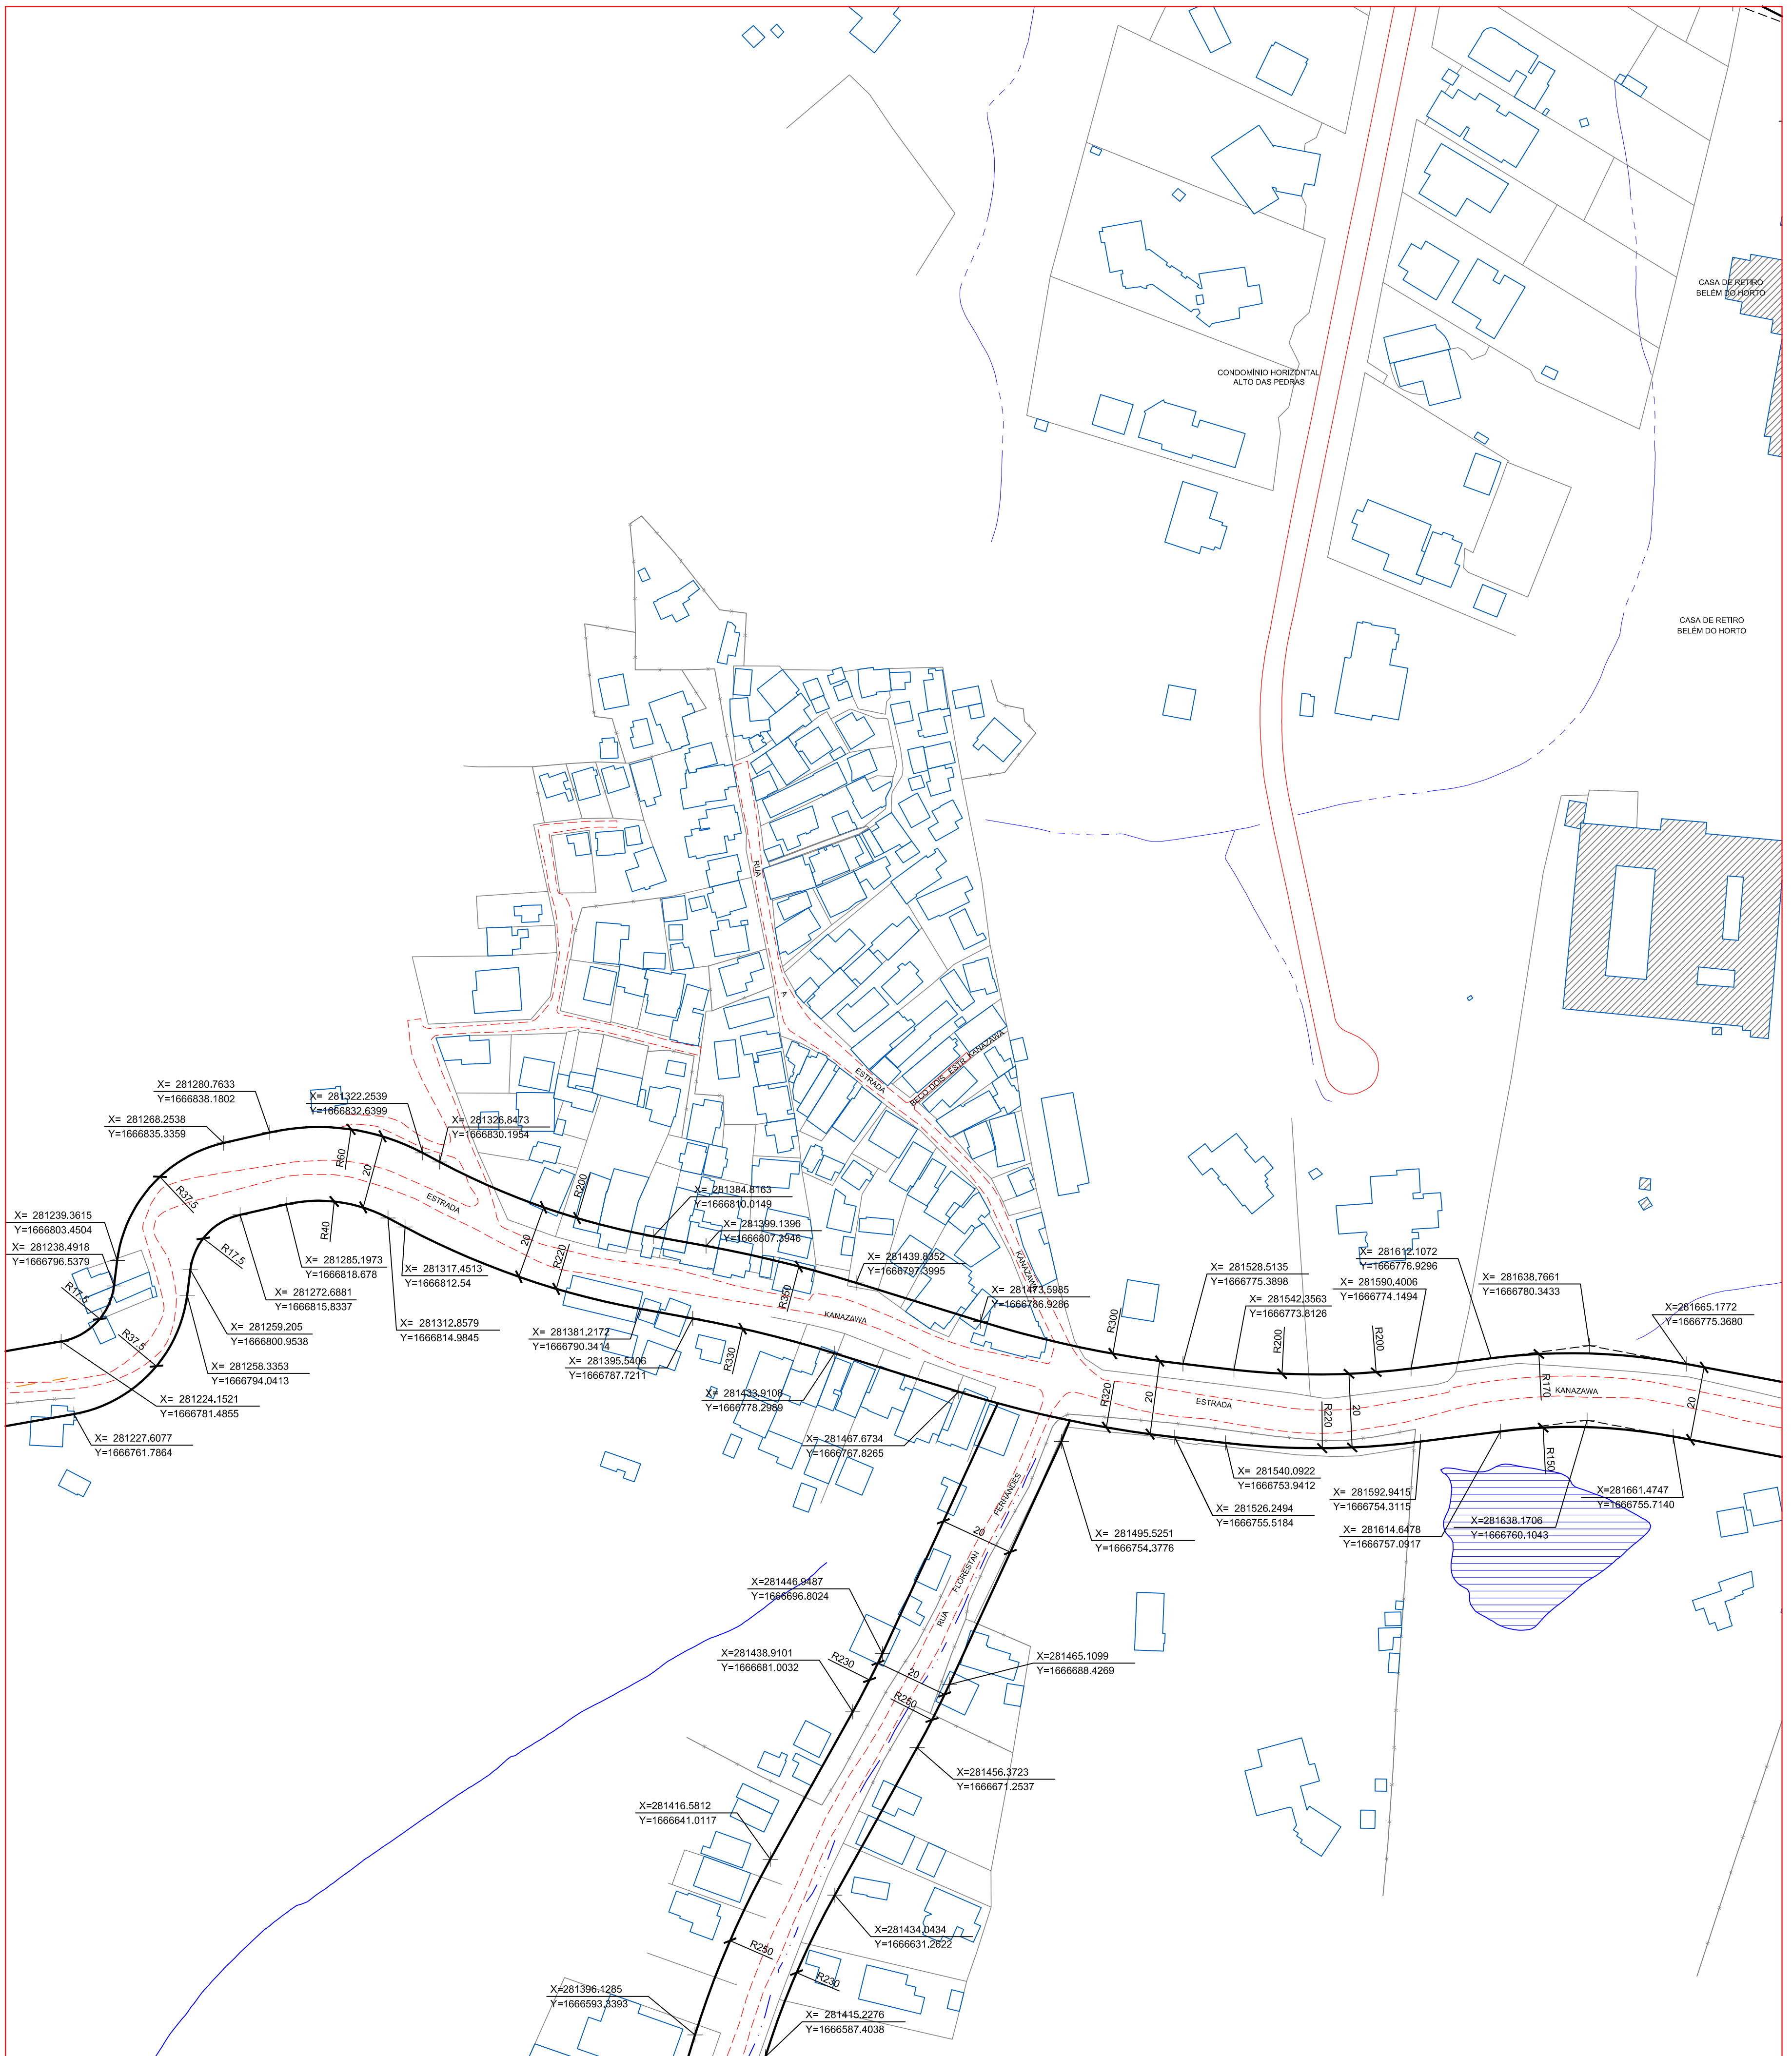 CASA DE RETIRO
BELÉM DO HORTO
CONDOMÍNIO HORIZONTAL
ALTO DAS PEDRAS
CASA DE RETIRO
BELÉM DO HORTO
RUA
A
ESTRADA
BECO DOIS_ESTR_KANAZAWA
KANAZAWA
X= 281280.7633
Y=1666838.1802
X= 281268.2538
Y=1666835.3359
X= 281322.2539
Y=1666832.6399
X= 281326.8473
Y=1666830.1954
R60
20
R37.5
ESTRADA
R200
X= 281384.8163
Y=1666810.0149
X= 281399.1396
Y=1666807.3946
X= 281239.3615
Y=1666803.4504
X= 281238.4918
Y=1666796.5379
R17.5
R40
R17.5
X= 281285.1973
Y=1666818.678
X= 281317.4513
Y=1666812.54
X= 281272.6881
Y=1666815.8337
X= 281312.8579
Y=1666814.9845
X= 281259.205
Y=1666800.9538
X= 281258.3353
Y=1666794.0413
R37.5
X= 281224.1521
Y=1666781.4855
X= 281227.6077
Y=1666761.7864
20
R220
R350
X= 281439.8352
Y=1666797.3995
X= 281473.5985
Y=1666786.9286
KANAZAWA
X= 281381.2172
Y=1666790.3414
X= 281395.5406
Y=1666787.7211
R330
X= 281433.9108
Y=1666778.2989
X= 281467.6734
Y=1666767.8265
R300
X= 281528.5135
Y=1666775.3898
X= 281542.3563
Y=1666773.8126
X= 281612.1072
Y=1666776.9296
X= 281590.4006
Y=1666774.1494
X= 281638.7661
Y=1666780.3433
X=281665.1772
Y=1666775.3680
R200
R200
R320
20
ESTRADA
R220
20
R170
KANAZAWA
20
R150
X= 281540.0922
Y=1666753.9412
X= 281526.2494
Y=1666755.5184
X= 281495.5251
Y=1666754.3776
X= 281592.9415
Y=1666754.3115
X= 281614.6478
Y=1666757.0917
X=281638.1706
Y=1666760.1043
X=281661.4747
Y=1666755.7140
FERNANDES
20
FLORESTAN
RUA
X=281446.9487
Y=1666696.8024
X=281438.9101
Y=1666681.0032
R230
20
R250
X=281465.1099
Y=1666688.4269
X=281456.3723
Y=1666671.2537
X=281416.5812
Y=1666641.0117
X=281434.0434
Y=1666631.2622
R250
R230
X=281396.1285
Y=1666593.3393
X= 281415.2276
Y=1666587.4038